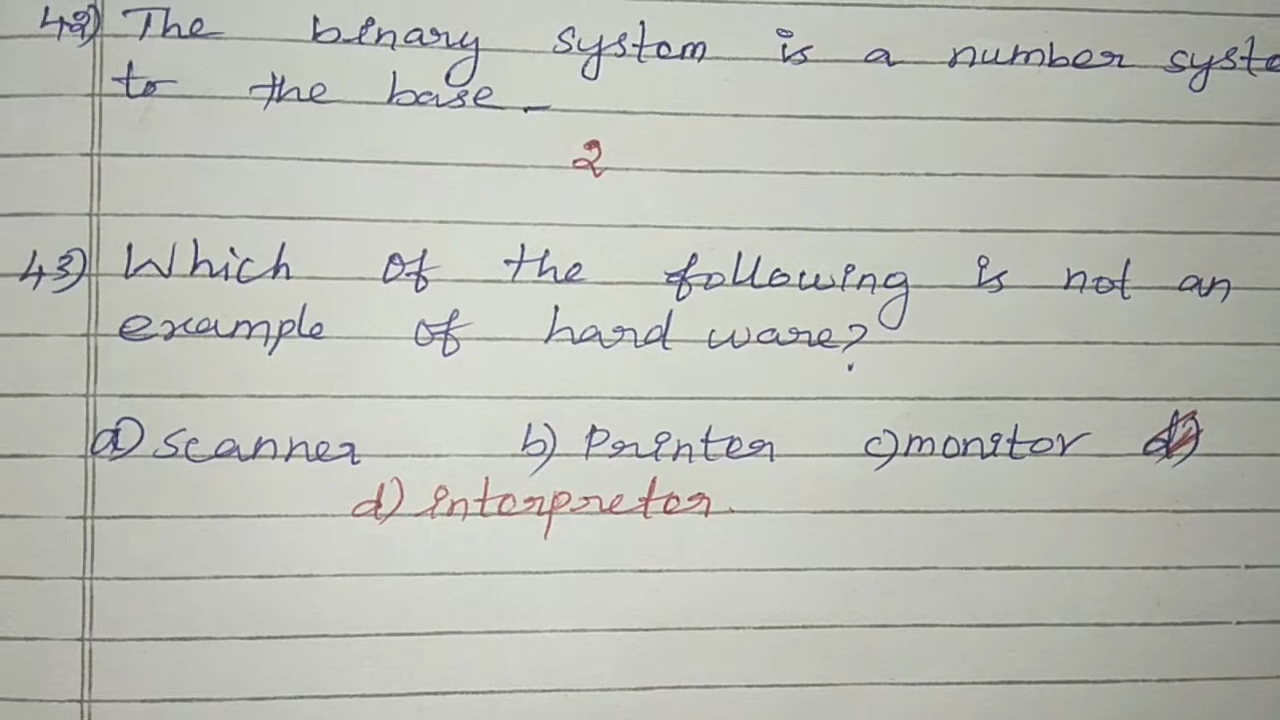 42) The binary system is a number syste
to the base -
2
43) Which of the following is not an
example of hard ware?
a) Scanner b) Printer c) monitor d)
d) interpreter.